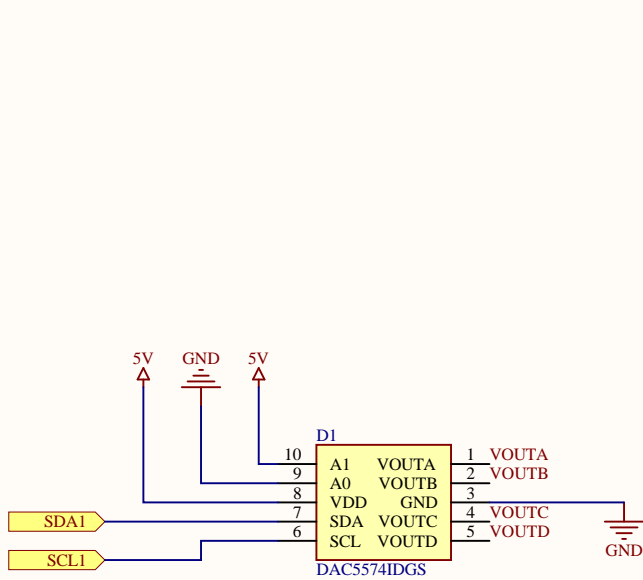 5V GND 5V
D1
10 A1 VOUTA 1 VOUTA
9 A0 VOUTB 2 VOUTB
8 VDD GND 3
SDA1 7 SDA VOUTC 4 VOUTC
6 SCL VOUTD 5 VOUTD
GND
SCL1
DAC5574IDGS